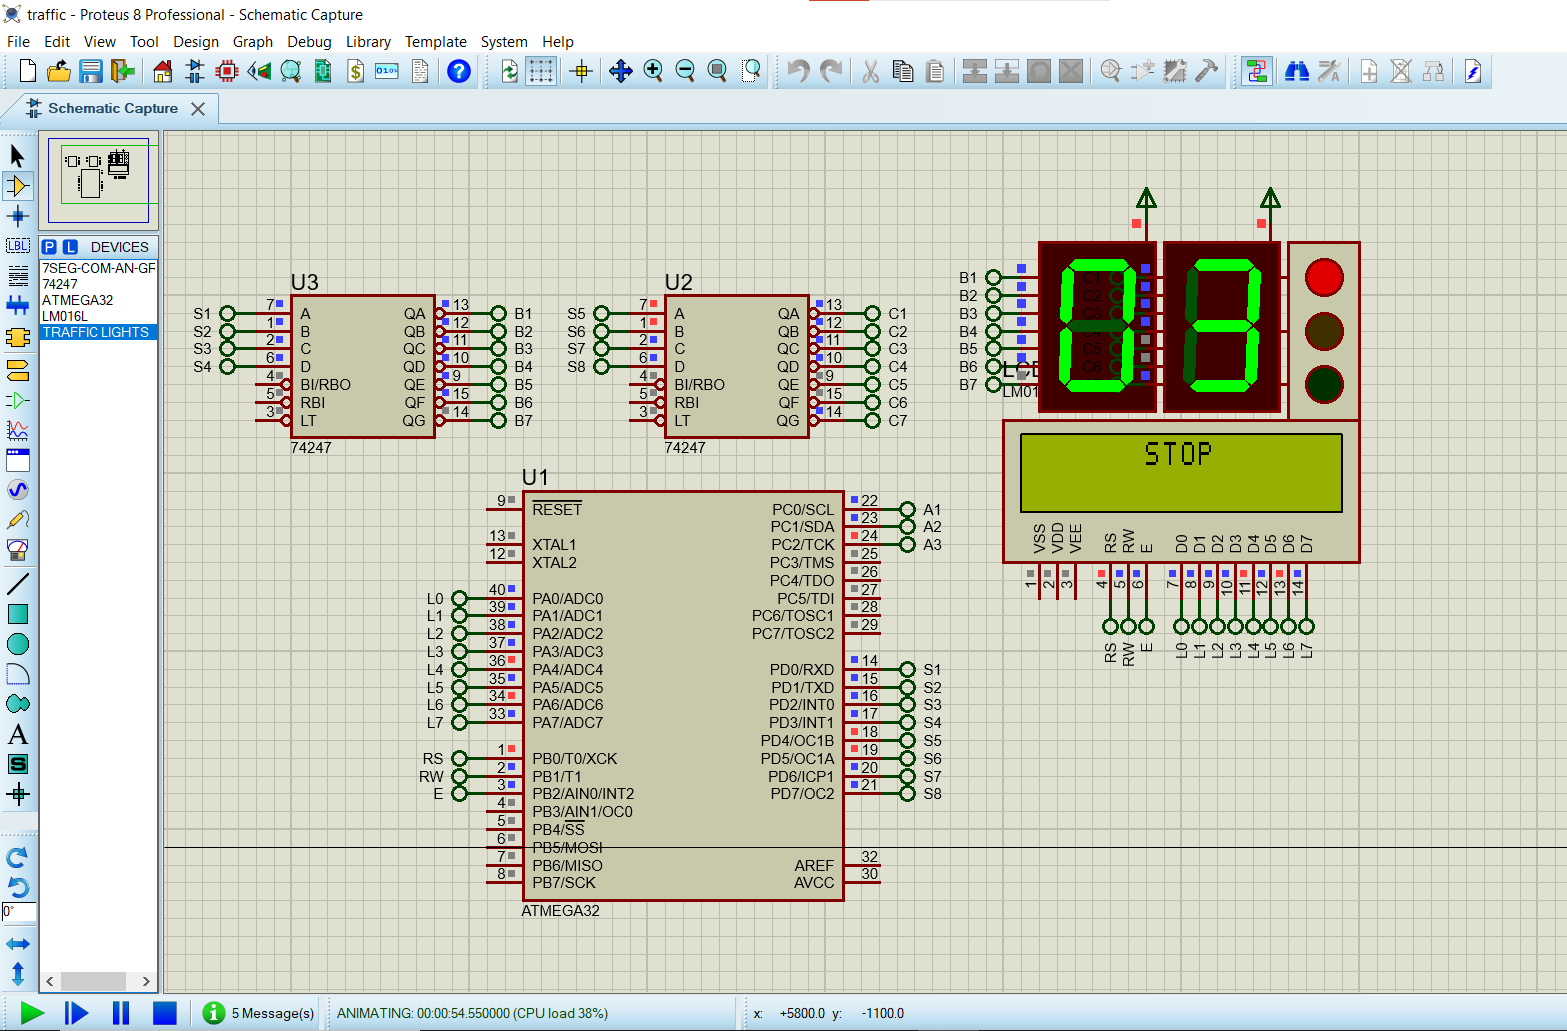 traffic - Proteus 8 Professional - Schematic Capture
File Edit View Tool Design Graph Debug Library Template System Help
Schematic Capture
P L DEVICES
7SEG-COM-AN-GF
74247
ATMEGA32
LM016L
TRAFFIC LIGHTS
LBL
A
S
0°
U3
S1 7 A QA 13 B1
S2 1 B QB 12 B2
S3 2 C QC 11 B3
S4 6 D QD 10 B4
4 BI/RBO QE 9 B5
5 RBI QF 15 B6
3 LT QG 14 B7
74247
U2
S5 7 A QA 13 C1
S6 1 B QB 12 C2
S7 2 C QC 11 C3
S8 6 D QD 10 C4
4 BI/RBO QE 9 C5
5 RBI QF 15 C6
3 LT QG 14 C7
74247
B1 C1
B2 C2
B3
B4
B5 C5
B6 C6
B7
LCD
LM01
03
STOP
VSS VDD VEE RS RW E D0 D1 D2 D3 D4 D5 D6 D7
1 2 3 4 5 6 7 8 9 10 11 12 13 14
RS RW E L0 L1 L2 L3 L4 L5 L6 L7
U1
9 RESET PC0/SCL 22 A1
PC1/SDA 23 A2
13 XTAL1 PC2/TCK 24 A3
12 XTAL2 PC3/TMS 25
PC4/TDO 26
L0 40 PA0/ADC0 PC5/TDI 27
L1 39 PA1/ADC1 PC6/TOSC1 28
L2 38 PA2/ADC2 PC7/TOSC2 29
L3 37 PA3/ADC3
L4 36 PA4/ADC4 PD0/RXD 14 S1
L5 35 PA5/ADC5 PD1/TXD 15 S2
L6 34 PA6/ADC6 PD2/INT0 16 S3
L7 33 PA7/ADC7 PD3/INT1 17 S4
PD4/OC1B 18 S5
RS 1 PB0/T0/XCK PD5/OC1A 19 S6
RW 2 PB1/T1 PD6/ICP1 20 S7
E 3 PB2/AIN0/INT2 PD7/OC2 21 S8
4 PB3/AIN1/OC0
5 PB4/SS
6 PB5/MOSI
7 PB6/MISO AREF 32
8 PB7/SCK AVCC 30
ATMEGA32
5 Message(s) ANIMATING: 00:00:54.550000 (CPU load 38%) x: +5800.0 y: -1100.0